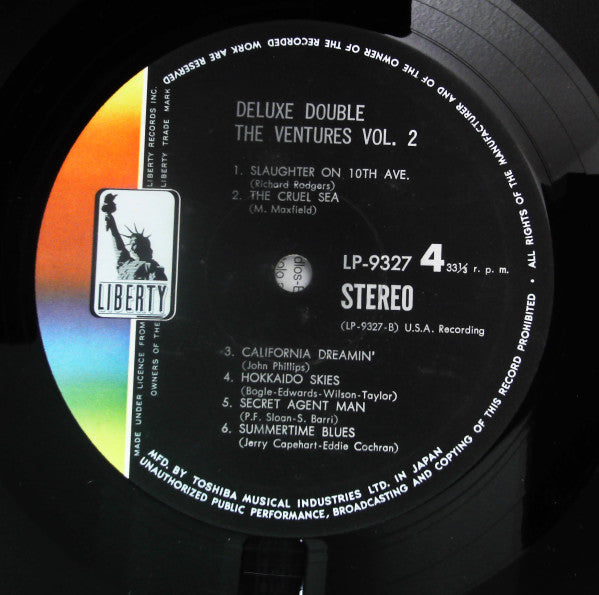 DELUXE DOUBLE
THE VENTURES VOL. 2
1. SLAUGHTER ON 10TH AVE.
(Richard Rodgers)
2. THE CRUEL SEA
(M. Maxfield)
LIBERTY
LP-9327 4 33⅓ r. p. m.
STEREO
(LP-9327-B) U.S.A. Recording
3. CALIFORNIA DREAMIN'
(John Phillips)
4. HOKKAIDO SKIES
(Bogle-Edwards-Wilson-Taylor)
5. SECRET AGENT MAN
(P.F. Sloan-S. Barri)
6. SUMMERTIME BLUES
(Jerry Capehart-Eddie Cochran)
MFD. BY TOSHIBA MUSICAL INDUSTRIES LTD. IN JAPAN
UNAUTHORIZED PUBLIC PERFORMANCE, BROADCASTING AND COPYING OF THIS RECORD PROHIBITED • ALL RIGHTS OF THE MANUFACTURER AND OF THE OWNER OF THE RECORDED WORK ARE RESERVED
MADE UNDER LICENCE FROM
LIBERTY RECORDS INC.
OWNERS OF THE
LIBERTY TRADE MARK